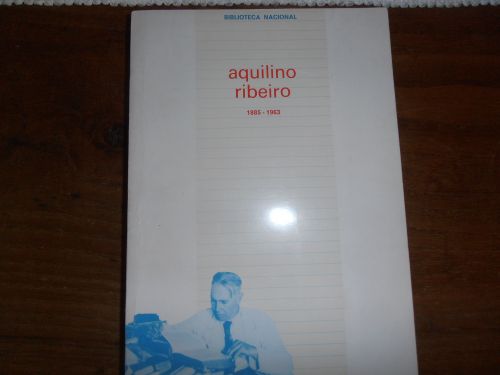 BIBLIOTECA NACIONAL
aquilino
ribeiro
1885 - 1963